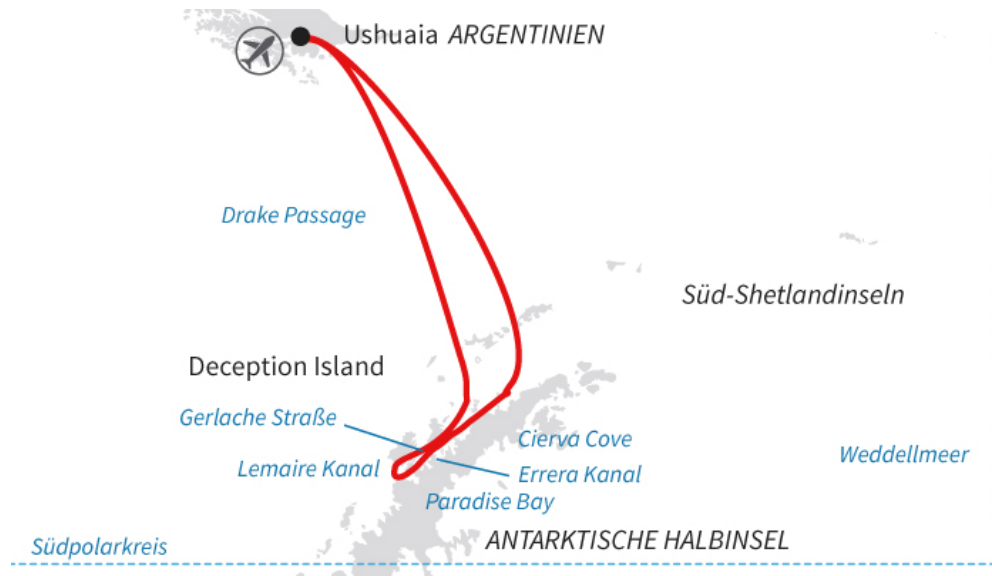 Ushuaia ARGENTINIEN
Drake Passage
Süd-Shetlandinseln
Deception Island
Gerlache Straße
Cierva Cove
Weddellmeer
Lemaire Kanal
Errera Kanal
Paradise Bay
ANTARKTISCHE HALBINSEL
Südpolarkreis